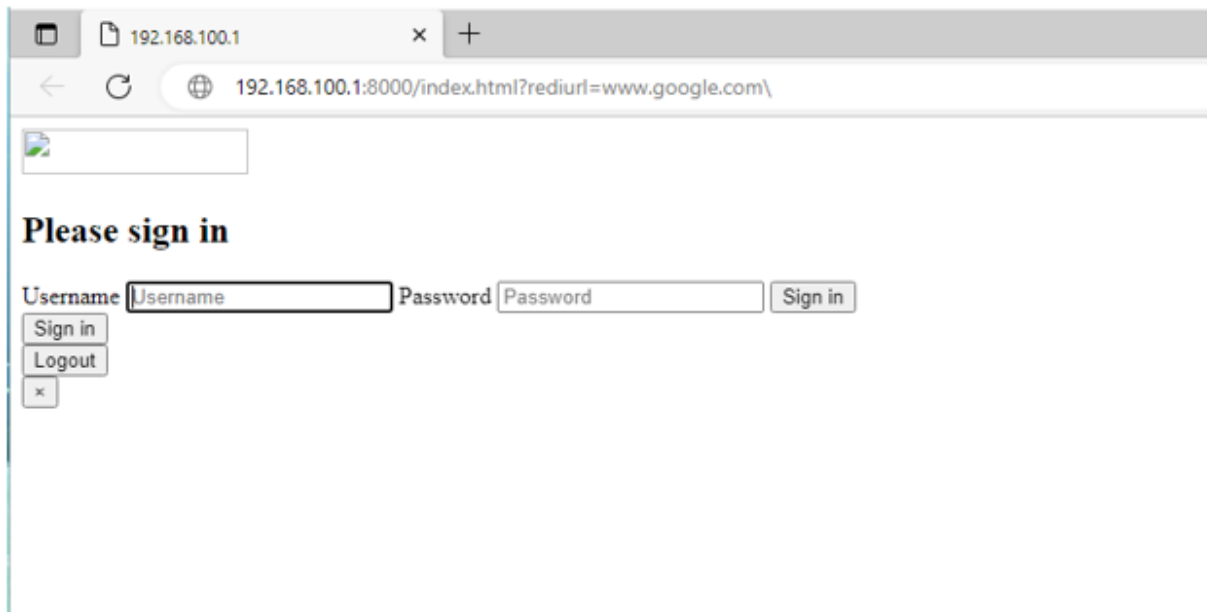 192.168.100.1
192.168.100.1:8000/index.html?rediurl=www.google.com\
Please sign in
Username Username Password Password Sign in
Sign in
Logout
×